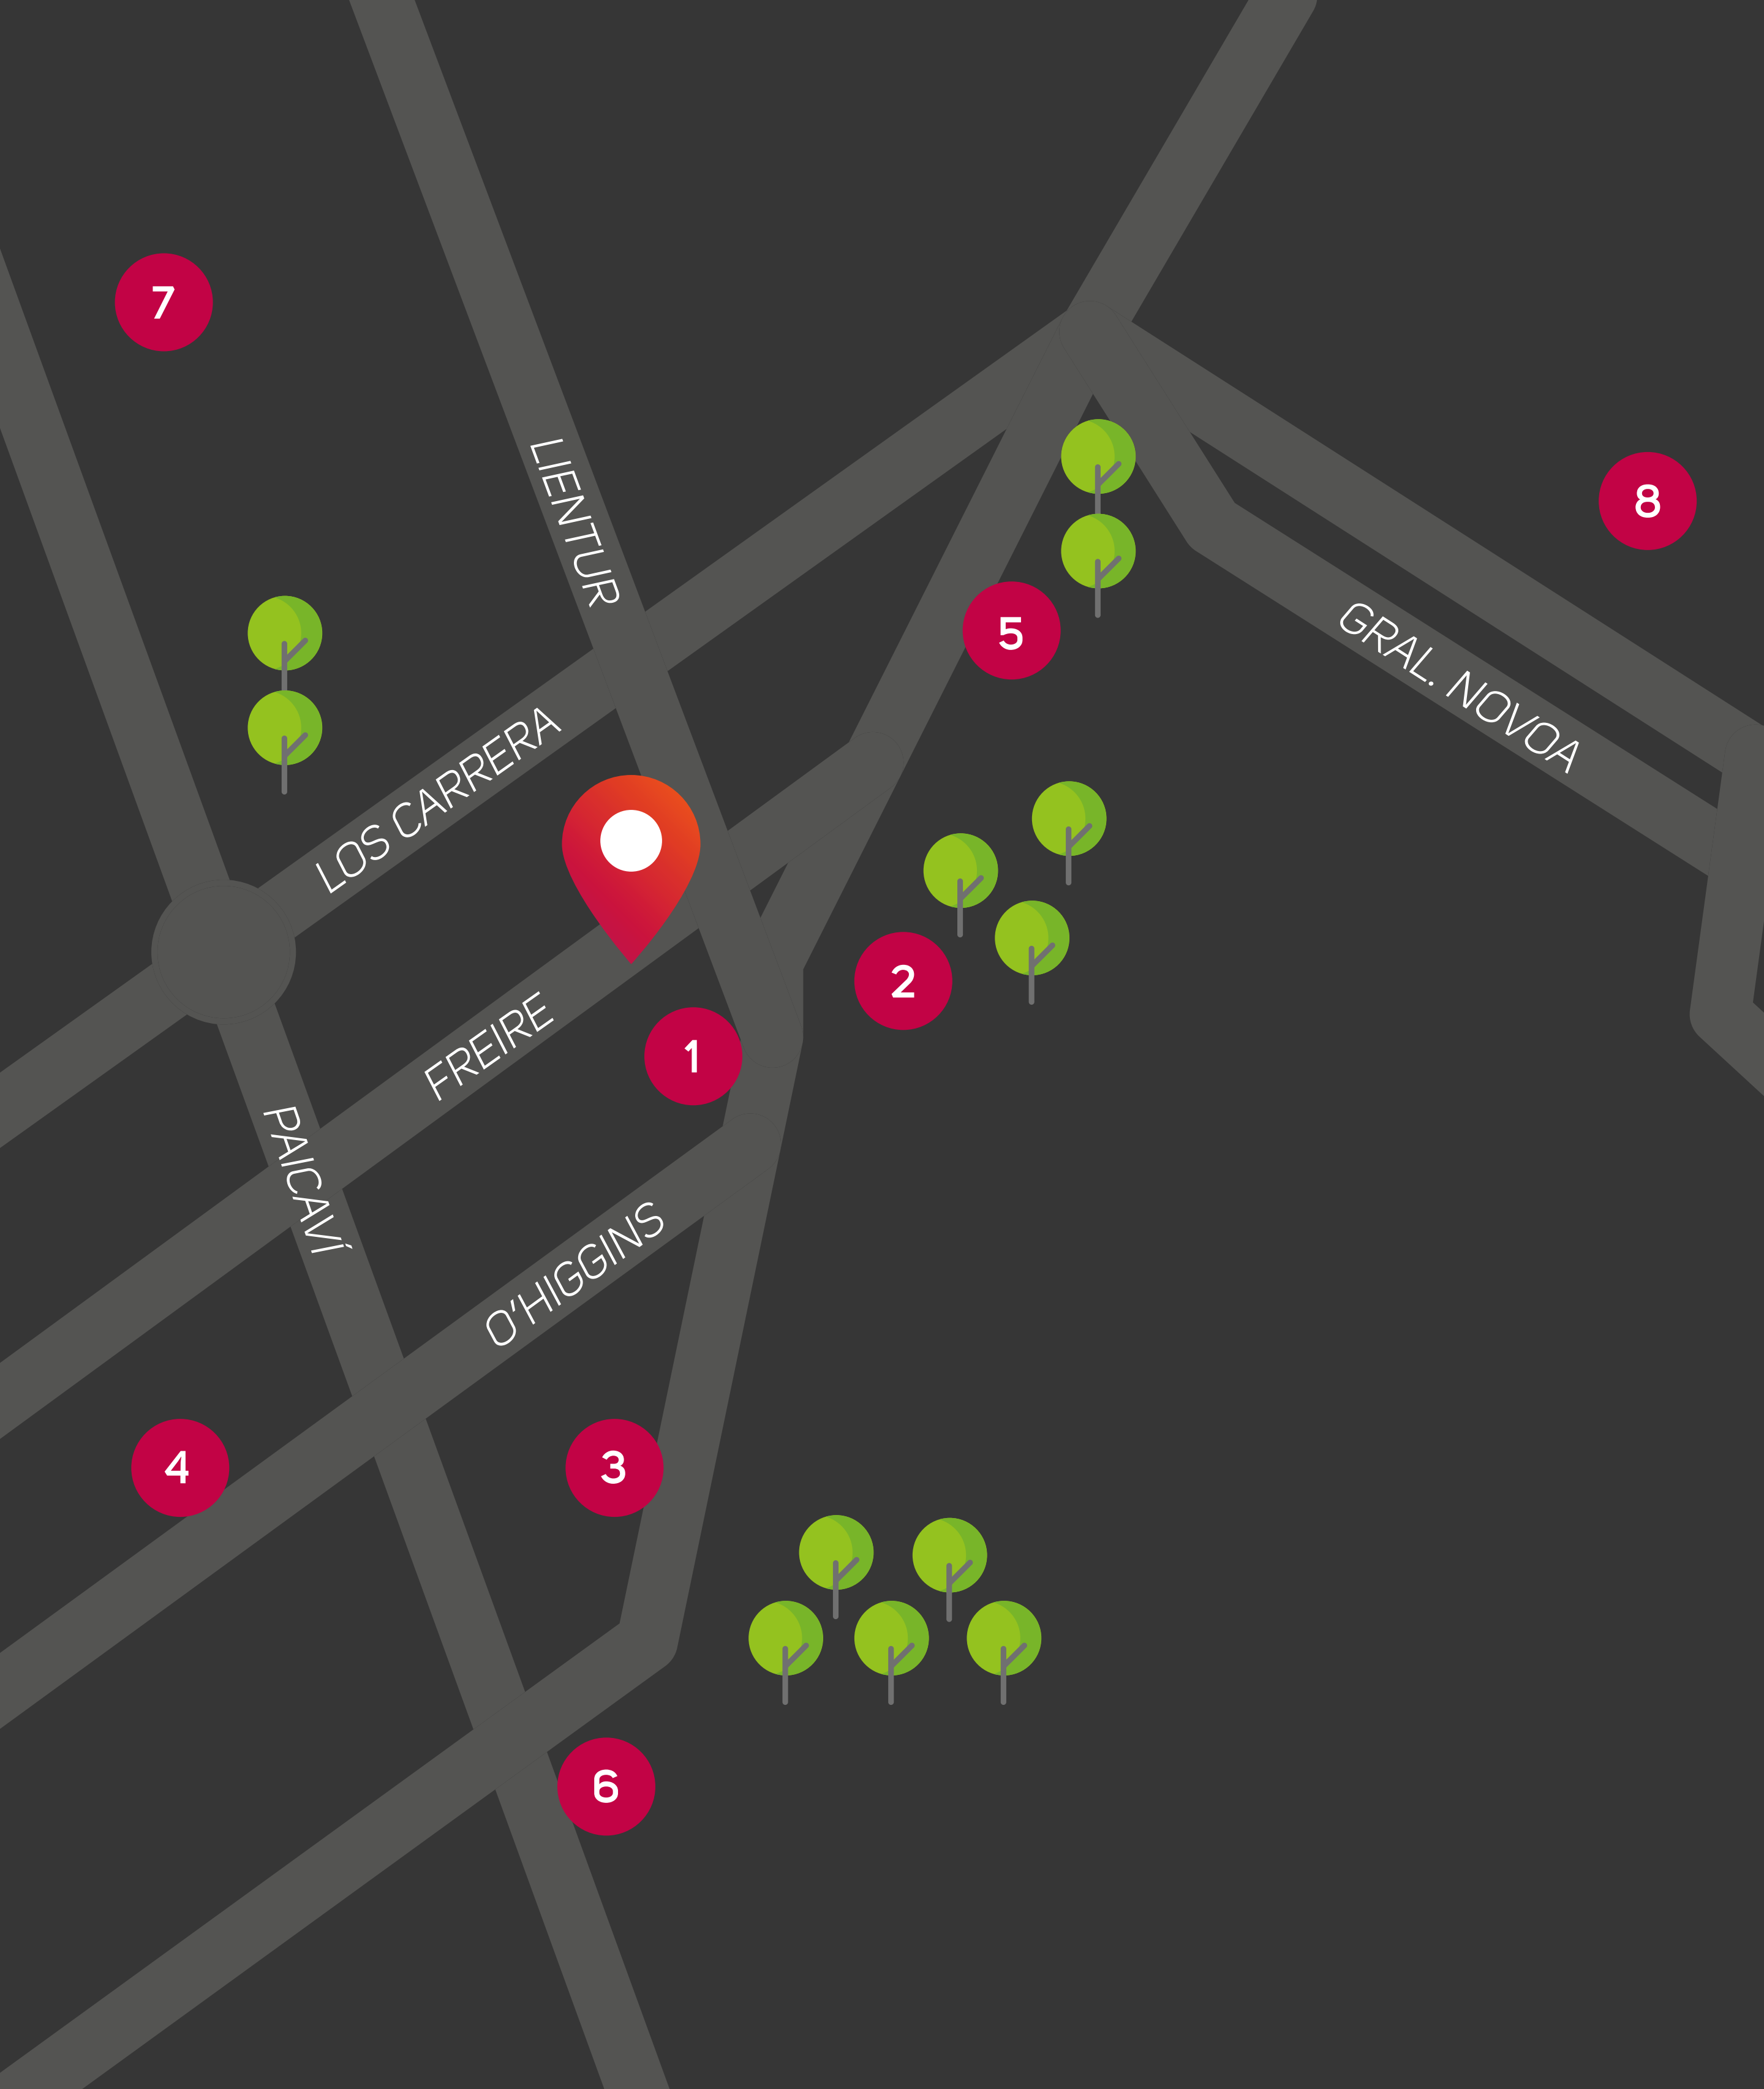 7
LIENTUR
8
5
GRAL. NOVOA
LOS CARRERA
2
FREIRE
1
PAICAVÍ
O'HIGGINS
4
3
6